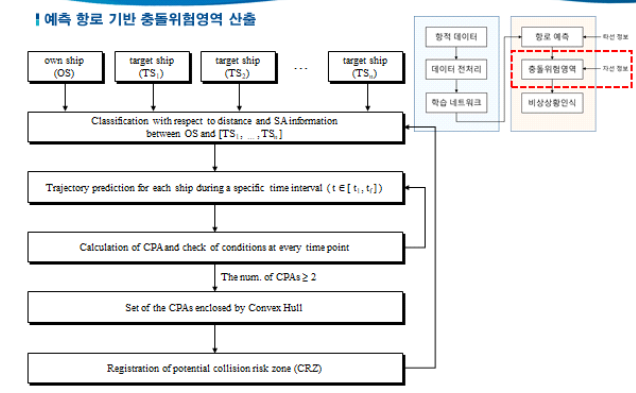 예측 항로 기반 충돌위험영역 산출
own ship
(OS)
target ship
(TS₁)
target ship
(TS₂)
...
target ship
(TSₙ)
Classification with respect to distance and SA information
between OS and [TS₁, ..., TSₙ]
Trajectory prediction for each ship during a specific time interval (t ∈ [ tᵢ, t_f ])
Calculation of CPA and check of conditions at every time point
The num. of CPAs ≥ 2
Set of the CPAs enclosed by Convex Hull
Registration of potential collision risk zone (CRZ)
항적 데이터
데이터 전처리
학습 네트워크
항로 예측
타선 정보
충돌위험영역
자선 정보
비상상황인식